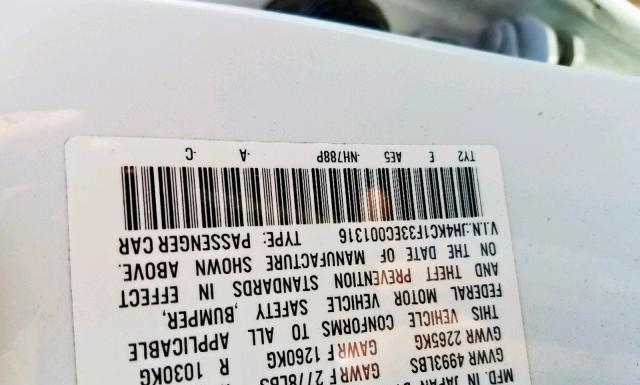 MFD. IN JAPAN
GVWR 4993LBS GAWR F 2778LBS
GVWR 2265KG GAWR F 1260KG R 1030KG
THIS VEHICLE CONFORMS TO ALL APPLICABLE
FEDERAL MOTOR VEHICLE SAFETY ,BUMPER,
AND THEFT PREVENTION STANDARDS IN EFFECT
ON THE DATE OF MANUFACTURE SHOWN ABOVE.
V.I.N.:JH4KC1F33EC001316 TYPE: PASSENGER CAR
TY2 E AE5 -NH788P -A -C